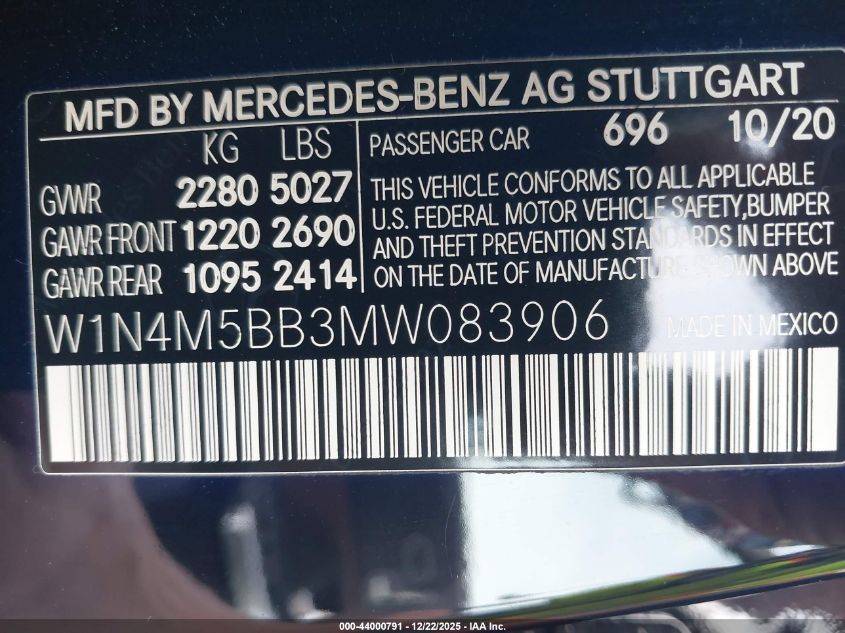 MFD BY MERCEDES-BENZ AG STUTTGART
KG LBS
GVWR 2280 5027
GAWR FRONT 1220 2690
GAWR REAR 1095 2414
PASSENGER CAR 696 10/20
THIS VEHICLE CONFORMS TO ALL APPLICABLE
U.S. FEDERAL MOTOR VEHICLE SAFETY,BUMPER
AND THEFT PREVENTION STANDARDS IN EFFECT
ON THE DATE OF MANUFACTURE SHOWN ABOVE
W1N4M5BB3MW083906 MADE IN MEXICO
000-44000791 - 12/22/2025 - IAA Inc.